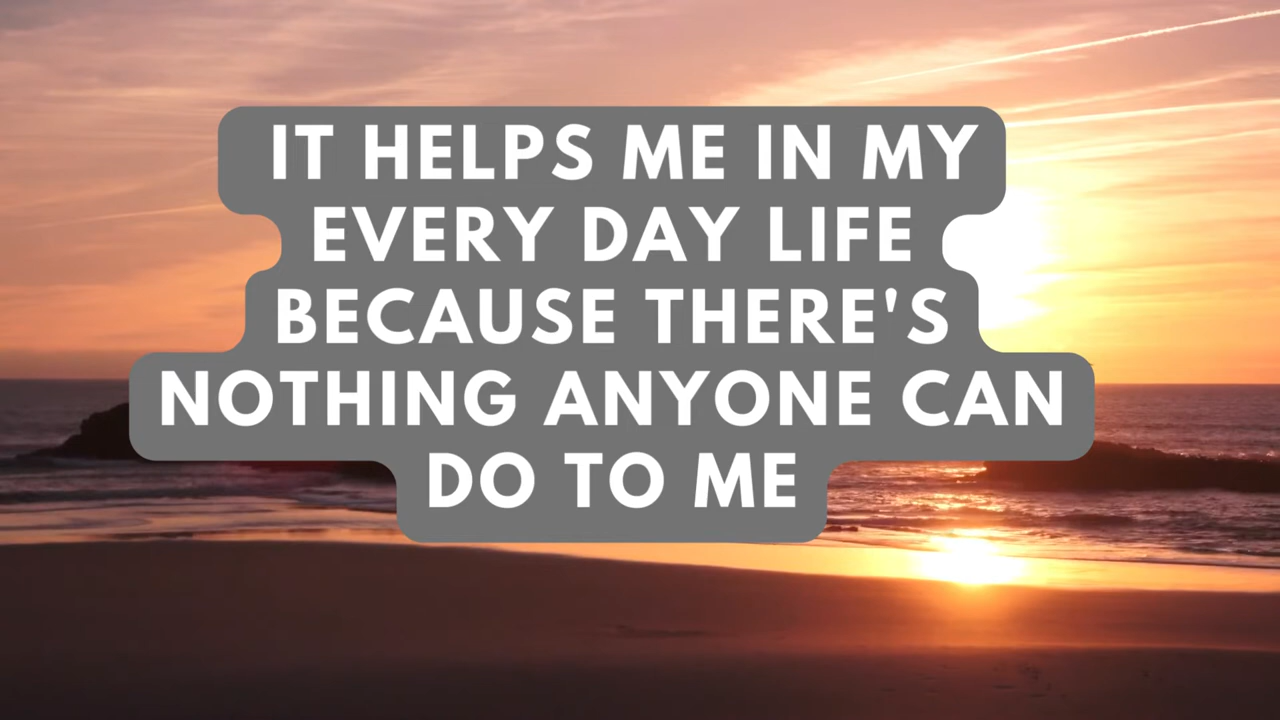 IT HELPS ME IN MY
EVERY DAY LIFE
BECAUSE THERE'S
NOTHING ANYONE CAN
DO TO ME